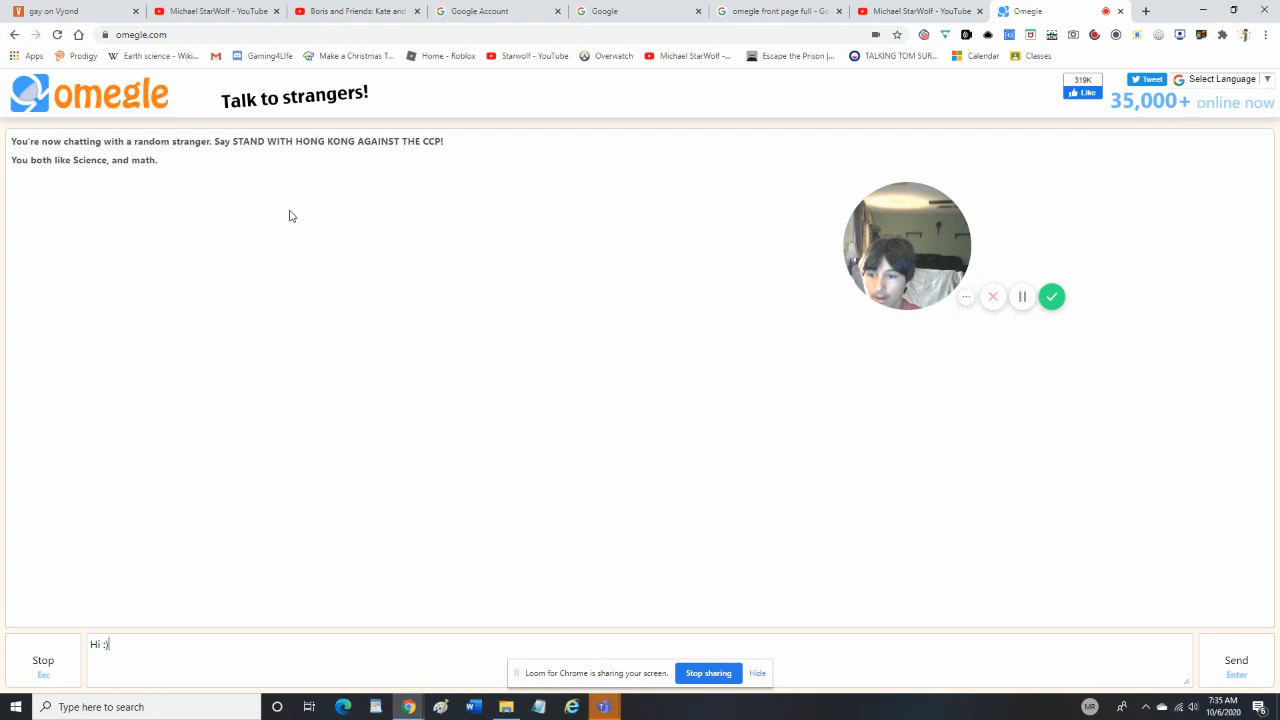 gay on Vyond
Michael StarWolf - YouTube
Boris and Friends: Kate and
Google Account
Google
omegle front page full - Go
Michael StarWolf - YouTube
Omegle
omegle.com
Apps
Prodigy
Earth science - Wiki...
Gaming4Life
Make a Christmas T...
Home - Roblox
Starwolf - YouTube
Overwatch
Michael StarWolf -...
Escape the Prison |...
TALKING TOM SUR...
Calendar
Classes
omegle
Talk to strangers!
319K
Like
Tweet
Select Language
35,000+ online now
You're now chatting with a random stranger. Say STAND WITH HONG KONG AGAINST THE CCP!
You both like Science, and math.
Stop
Esc
Hi :)
Send
Enter
Loom for Chrome is sharing your screen.
Stop sharing
Hide
Type here to search
MR
7:35 AM
10/6/2020